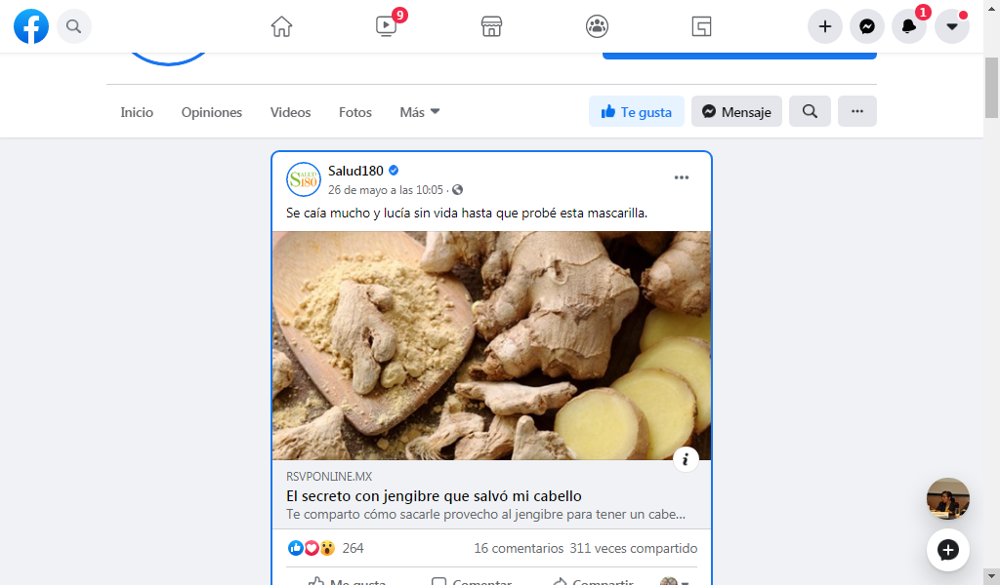 9
1
Inicio Opiniones Videos Fotos Más Te gusta Mensaje
SALUD 180
Salud180
26 de mayo a las 10:05 ·
Se caía mucho y lucía sin vida hasta que probé esta mascarilla.
RSVPONLINE.MX
El secreto con jengibre que salvó mi cabello
Te comparto cómo sacarle provecho al jengibre para tener un cabe...
264 16 comentarios 311 veces compartido
Me gusta Comentar Compartir